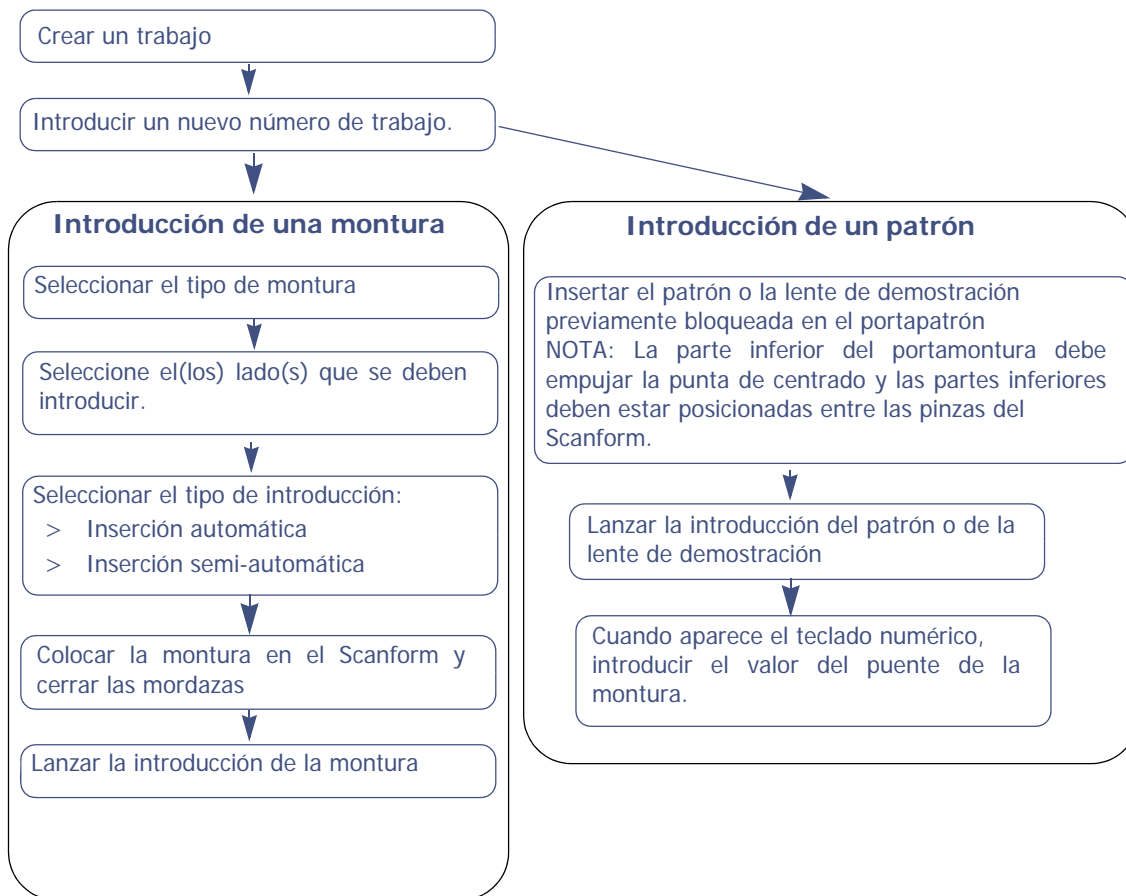 Crear un trabajo
Introducir un nuevo número de trabajo.
Introducción de una montura
Seleccionar el tipo de montura
Seleccione el(los) lado(s) que se deben
introducir.
Seleccionar el tipo de introducción:
> Inserción automática
> Inserción semi-automática
Colocar la montura en el Scanform y
cerrar las mordazas
Lanzar la introducción de la montura
Introducción de un patrón
Insertar el patrón o la lente de demostración
previamente bloqueada en el portapatrón
NOTA: La parte inferior del portamontura debe
empujar la punta de centrado y las partes inferiores
deben estar posicionadas entre las pinzas del
Scanform.
Lanzar la introducción del patrón o de la
lente de demostración
Cuando aparece el teclado numérico,
introducir el valor del puente de la
montura.